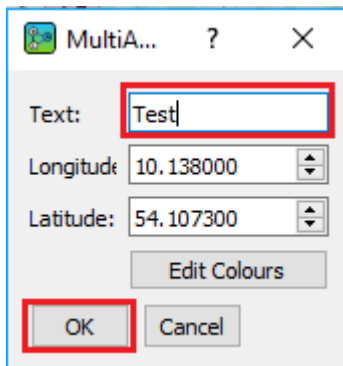 MultiA... ? ×
Text: Test
Longitude 10.138000
Latitude: 54.107300
Edit Colours
OK Cancel